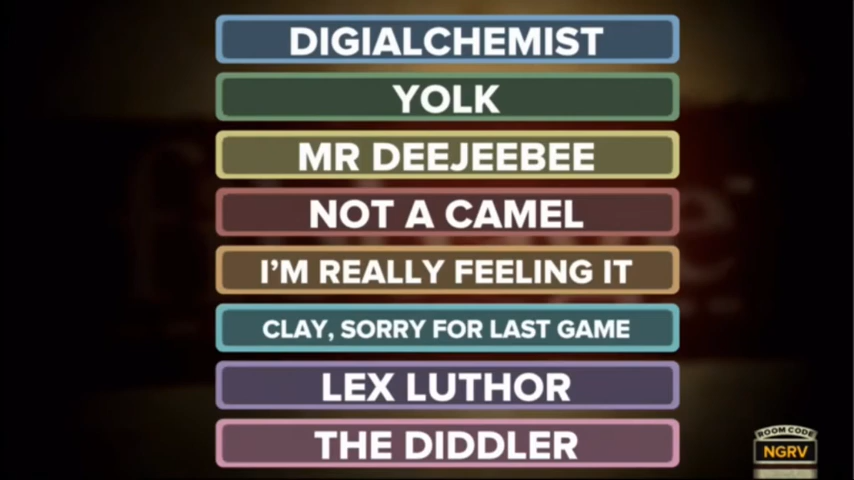 DIGIALCHEMIST
YOLK
MR DEEJEEBEE
NOT A CAMEL
I'M REALLY FEELING IT
CLAY, SORRY FOR LAST GAME
LEX LUTHOR
THE DIDDLER
ROOM CODE
NGRV